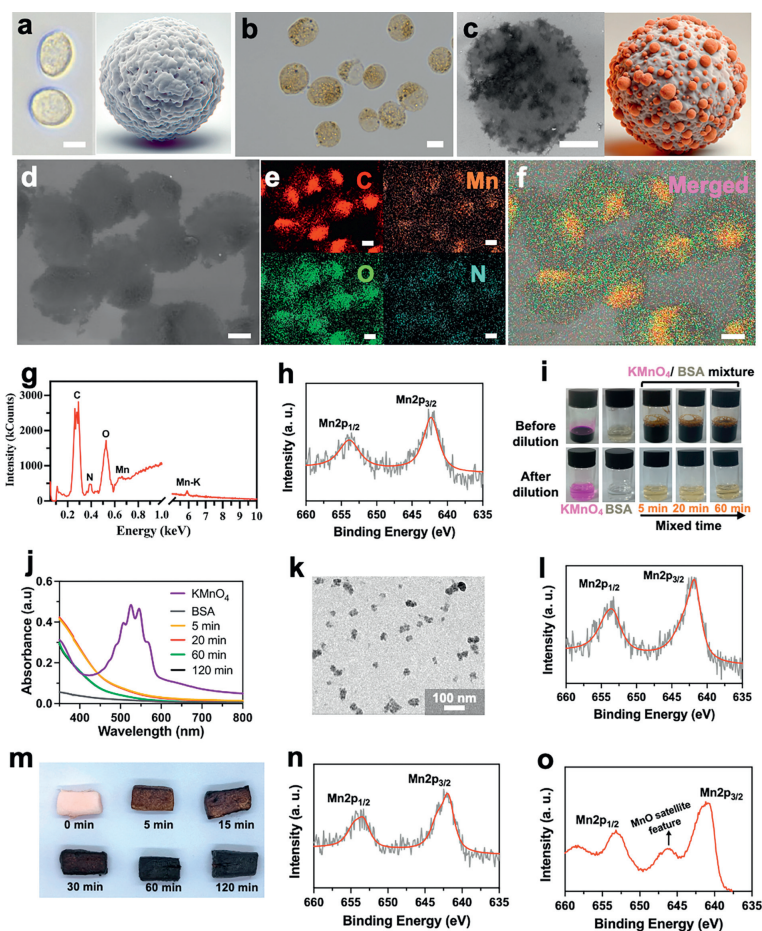 a
b
c
d
e
C
Mn
O
N
f
Merged
g
C
N
O
Mn
Mn-K
3000
2000
1000
0
0.2 0.4 0.6 0.8 1.0 6 7 8 9 10
Intensity (kCounts)
Energy (keV)
h
Mn2p1/2
Mn2p3/2
Intensity (a. u.)
660 655 650 645 640 635
Binding Energy (eV)
i
KMnO4/ BSA mixture
Before
dilution
After
dilution
KMnO4 BSA 5 min 20 min 60 min
Mixed time
j
0.6
0.4
0.2
0.0
Absorbance (a.u)
KMnO4
BSA
5 min
20 min
60 min
120 min
400 500 600 700 800
Wavelength (nm)
k
100 nm
l
Mn2p1/2
Mn2p3/2
Intensity (a. u.)
660 655 650 645 640 635
Binding Energy (eV)
m
0 min 5 min 15 min
30 min 60 min 120 min
n
Mn2p1/2
Mn2p3/2
Intensity (a. u.)
660 655 650 645 640 635
Binding Energy (eV)
o
Mn2p1/2
MnO satellite
feature
Mn2p3/2
Intensity (a. u.)
660 655 650 645 640 635
Binding Energy (eV)